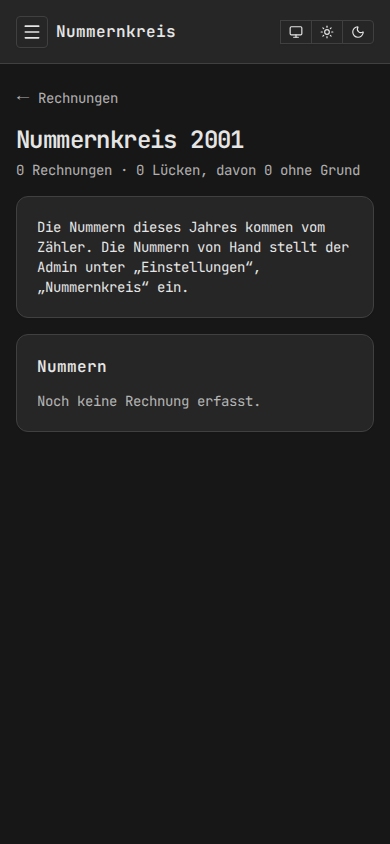 Nummernkreis
← Rechnungen
Nummernkreis 2001
0 Rechnungen · 0 Lücken, davon 0 ohne Grund
Die Nummern dieses Jahres kommen vom
Zähler. Die Nummern von Hand stellt der
Admin unter „Einstellungen“,
„Nummernkreis“ ein.
Nummern
Noch keine Rechnung erfasst.